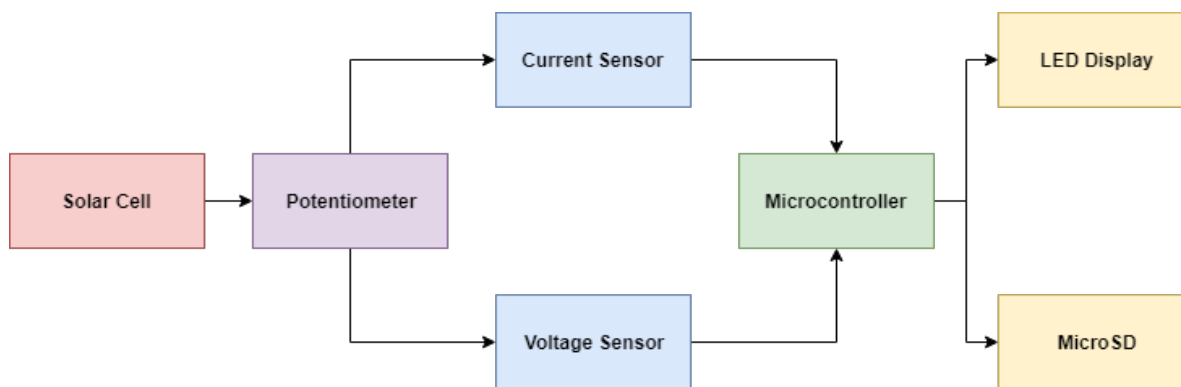 Current Sensor
LED Display
Solar Cell
Potentiometer
Microcontroller
Voltage Sensor
MicroSD